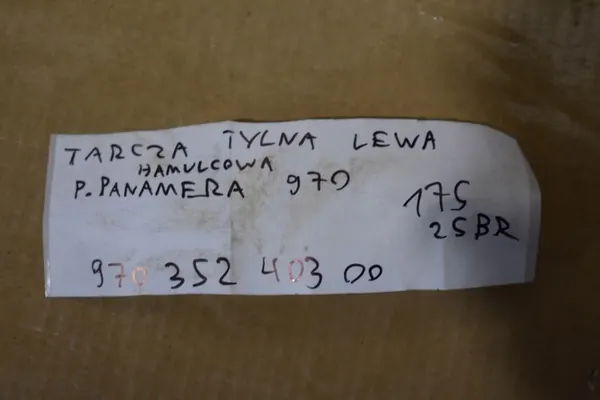 TARCZA TYLNA LEWA
HAMULCOWA
P. PANAMERA 970
175
25BR
970 352 403 00